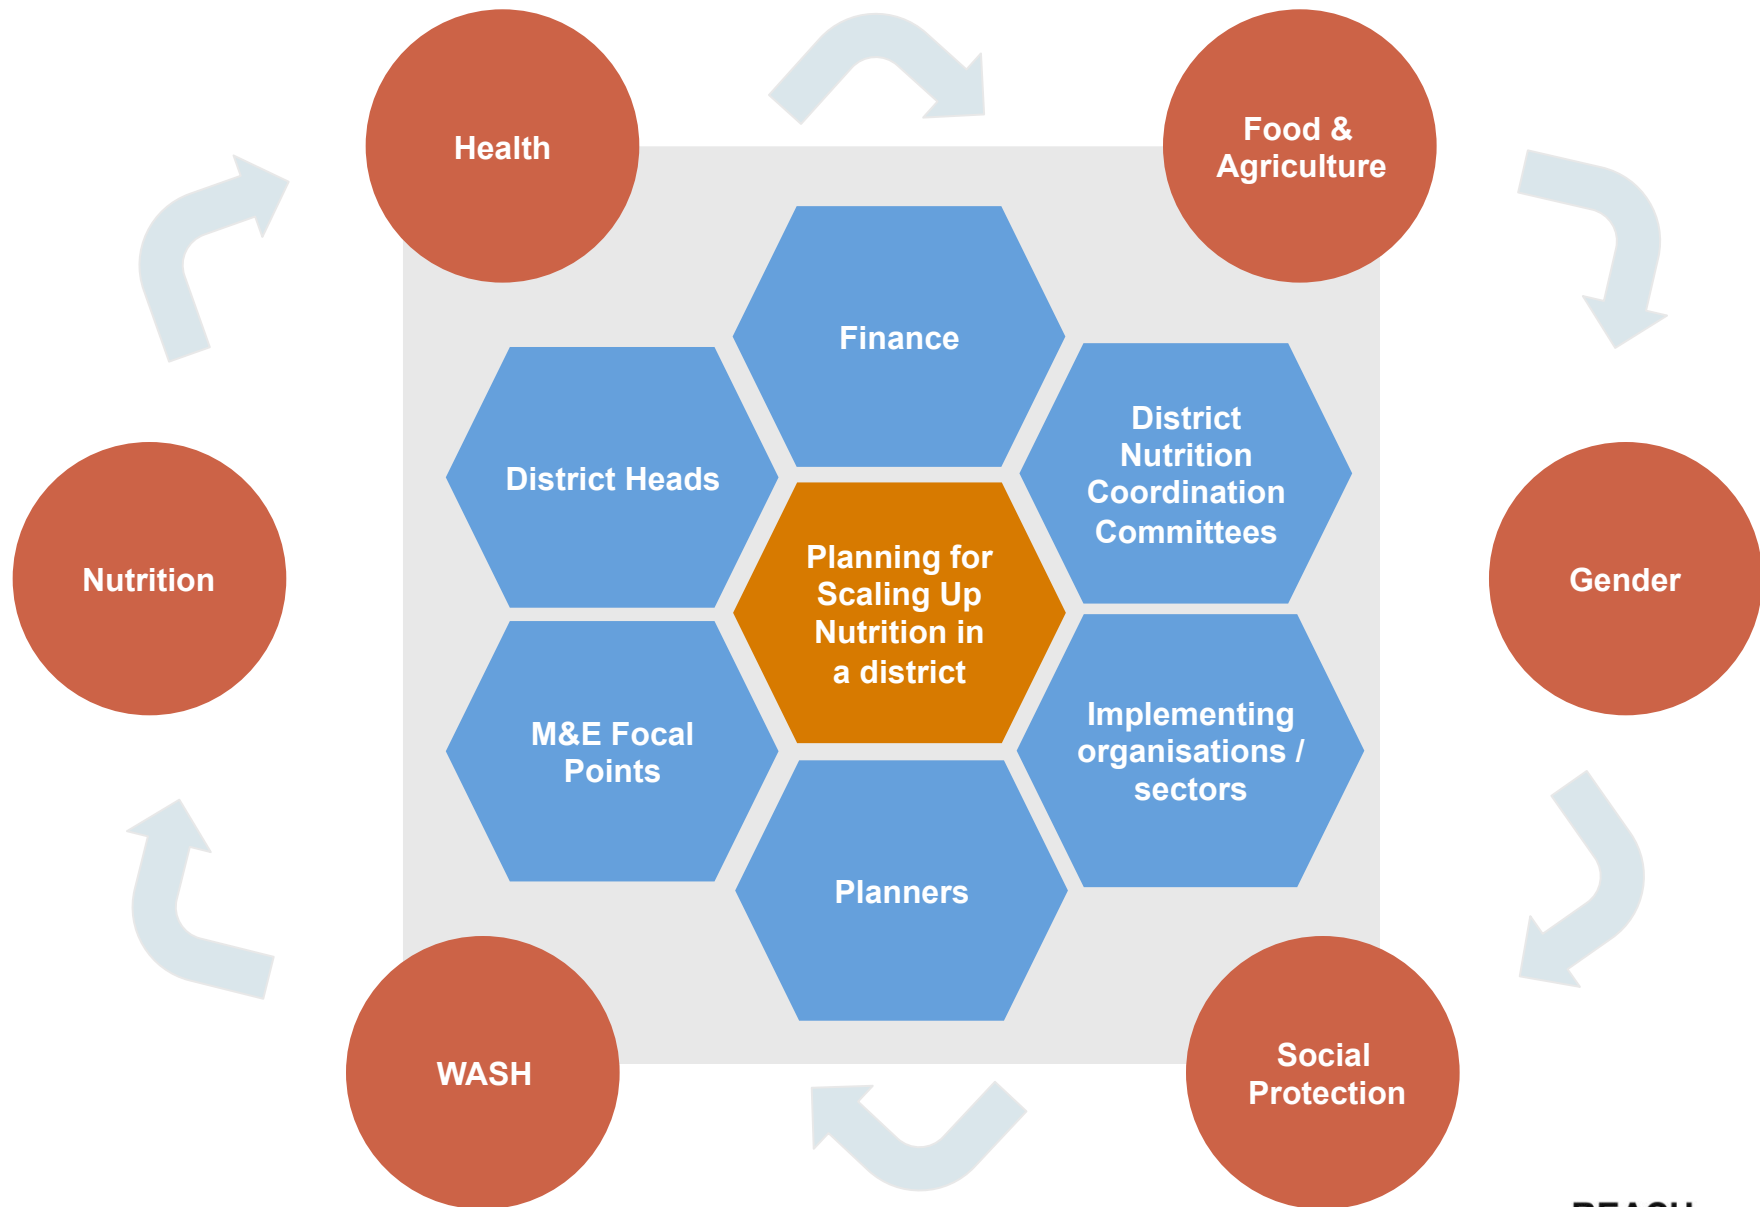 Health
Food &
Agriculture
Finance
District Heads
District
Nutrition
Coordination
Committees
Nutrition
Planning for
Scaling Up
Nutrition in
a district
Gender
M&E Focal
Points
Implementing
organisations /
sectors
Planners
WASH
Social
Protection
REACH